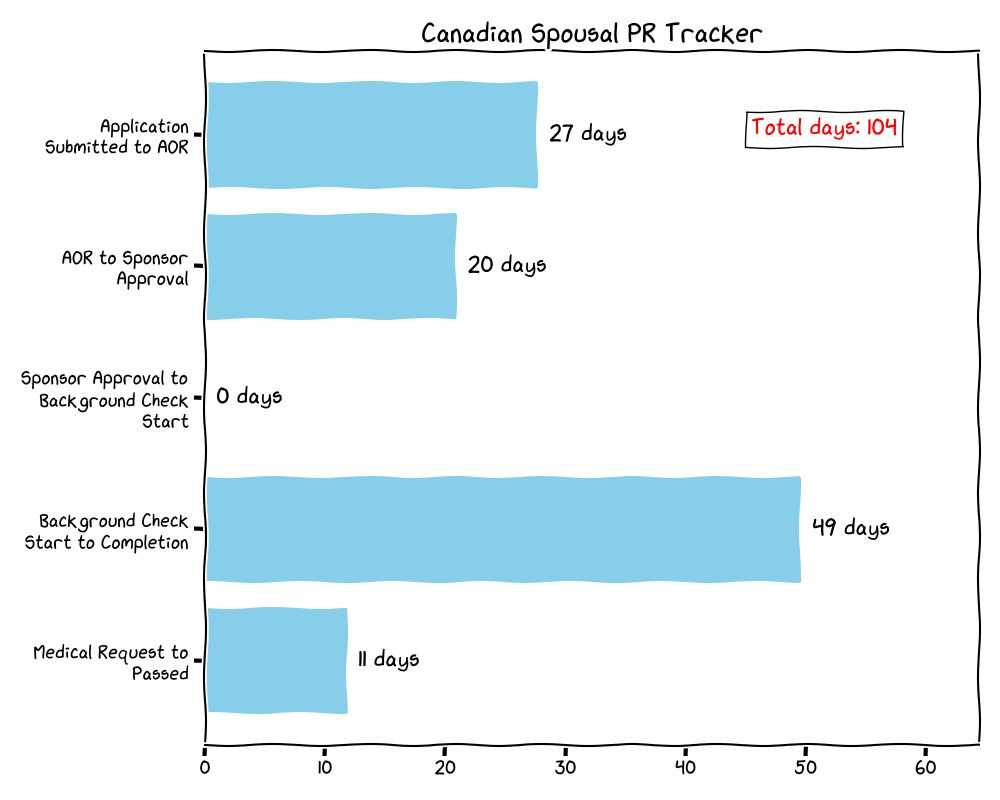 Canadian Spousal PR Tracker
Application
Submitted to AOR
27 days
Total days: 104
AOR to Sponsor
Approval
20 days
Sponsor Approval to
Background Check
Start
0 days
Background Check
Start to Completion
49 days
Medical Request to
Passed
11 days
0 10 20 30 40 50 60